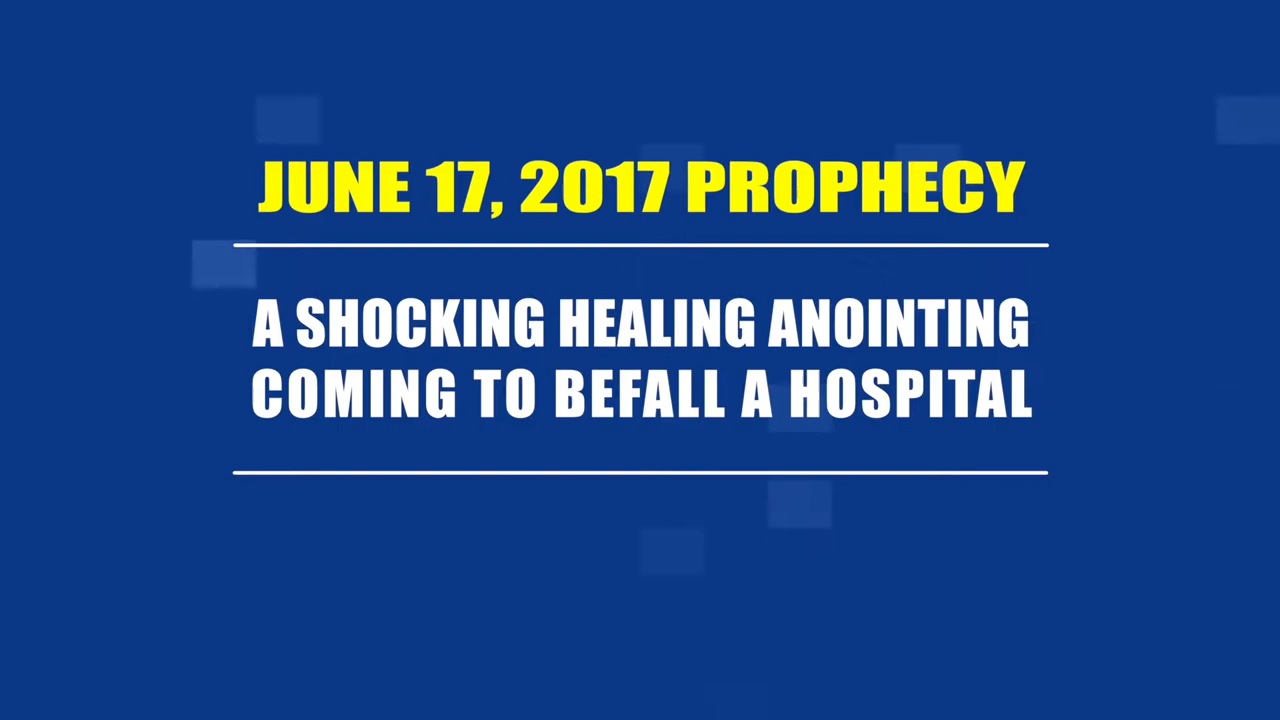 JUNE 17, 2017 PROPHECY
A SHOCKING HEALING ANOINTING
COMING TO BEFALL A HOSPITAL